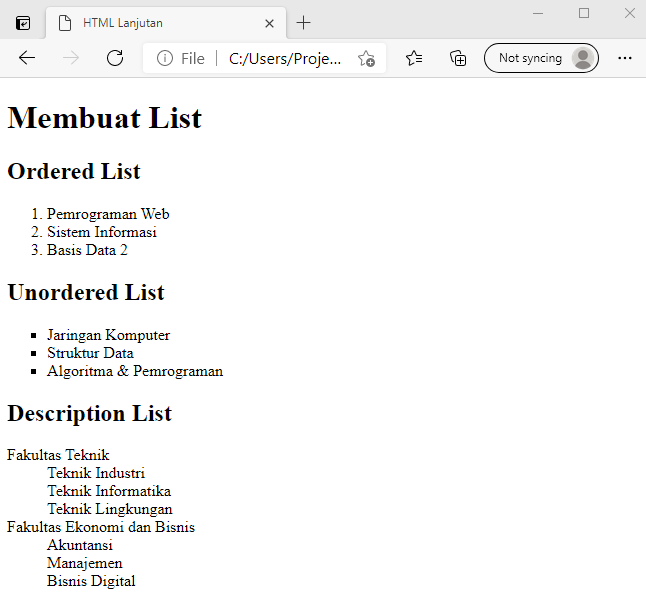 HTML Lanjutan
File
C:/Users/Proje...
Not syncing
Membuat List
Ordered List
1. Pemrograman Web
2. Sistem Informasi
3. Basis Data 2
Unordered List
▪ Jaringan Komputer
▪ Struktur Data
▪ Algoritma & Pemrograman
Description List
Fakultas Teknik
Teknik Industri
Teknik Informatika
Teknik Lingkungan
Fakultas Ekonomi dan Bisnis
Akuntansi
Manajemen
Bisnis Digital